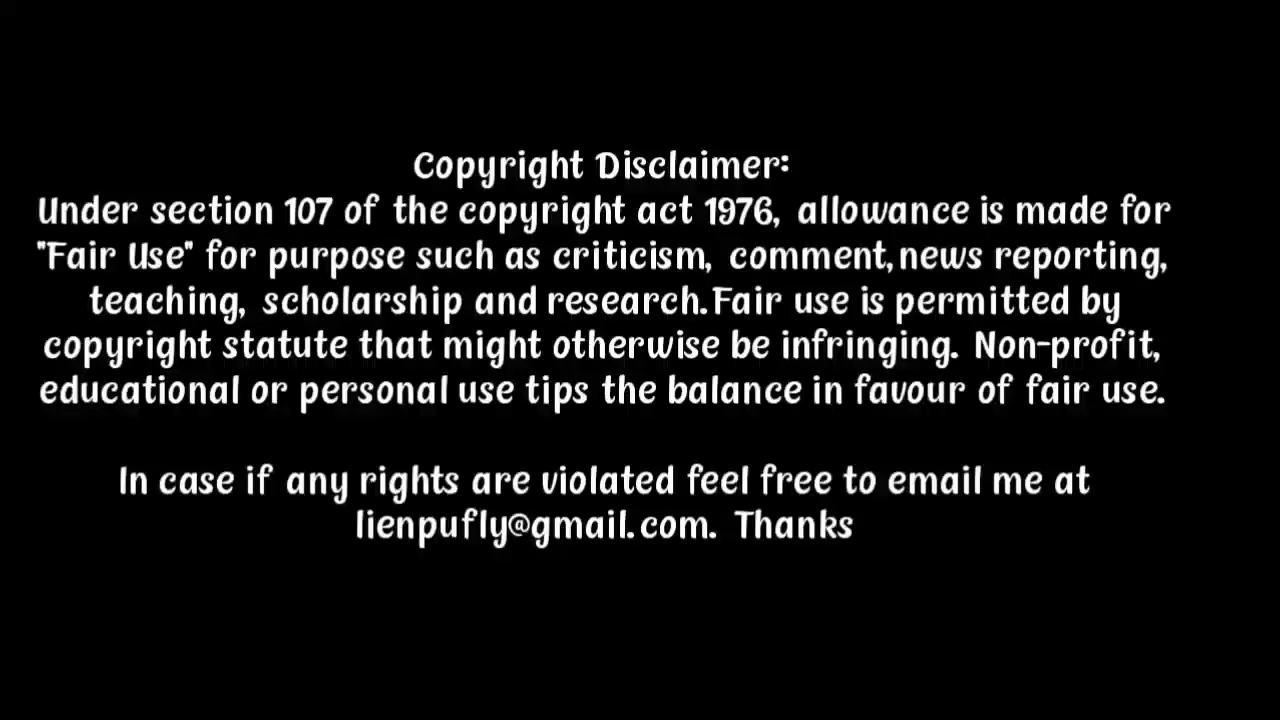 Copyright Disclaimer:
Under section 107 of the copyright act 1976, allowance is made for
"Fair Use" for purpose such as criticism, comment, news reporting,
teaching, scholarship and research. Fair use is permitted by
copyright statute that might otherwise be infringing. Non-profit,
educational or personal use tips the balance in favour of fair use.
In case if any rights are violated feel free to email me at
lienpufly@gmail.com. Thanks